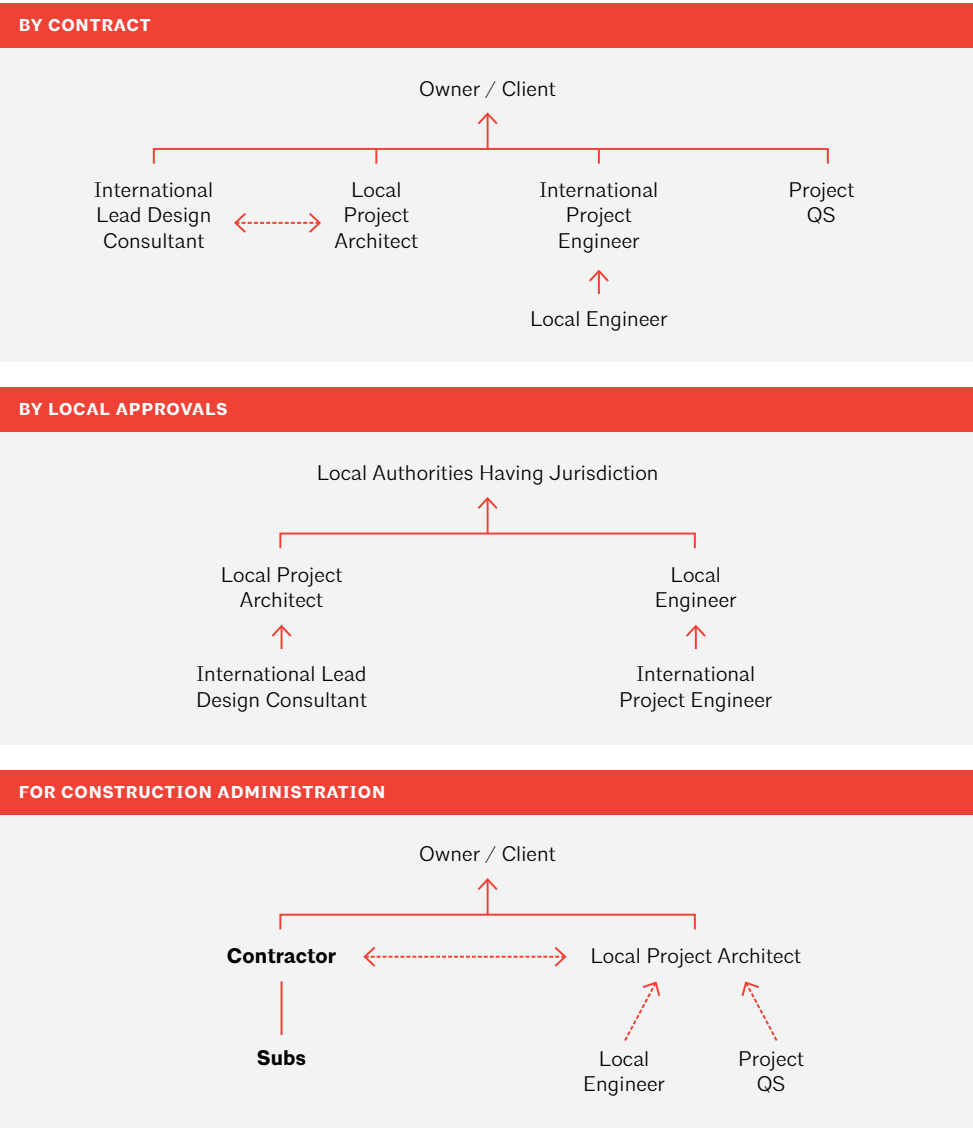 BY CONTRACT
Owner / Client
International
Lead Design
Consultant
Local
Project
Architect
International
Project
Engineer
Project
QS
Local Engineer
BY LOCAL APPROVALS
Local Authorities Having Jurisdiction
Local Project
Architect
Local
Engineer
International Lead
Design Consultant
International
Project Engineer
FOR CONSTRUCTION ADMINISTRATION
Owner / Client
Contractor
Local Project Architect
Subs
Local
Engineer
Project
QS